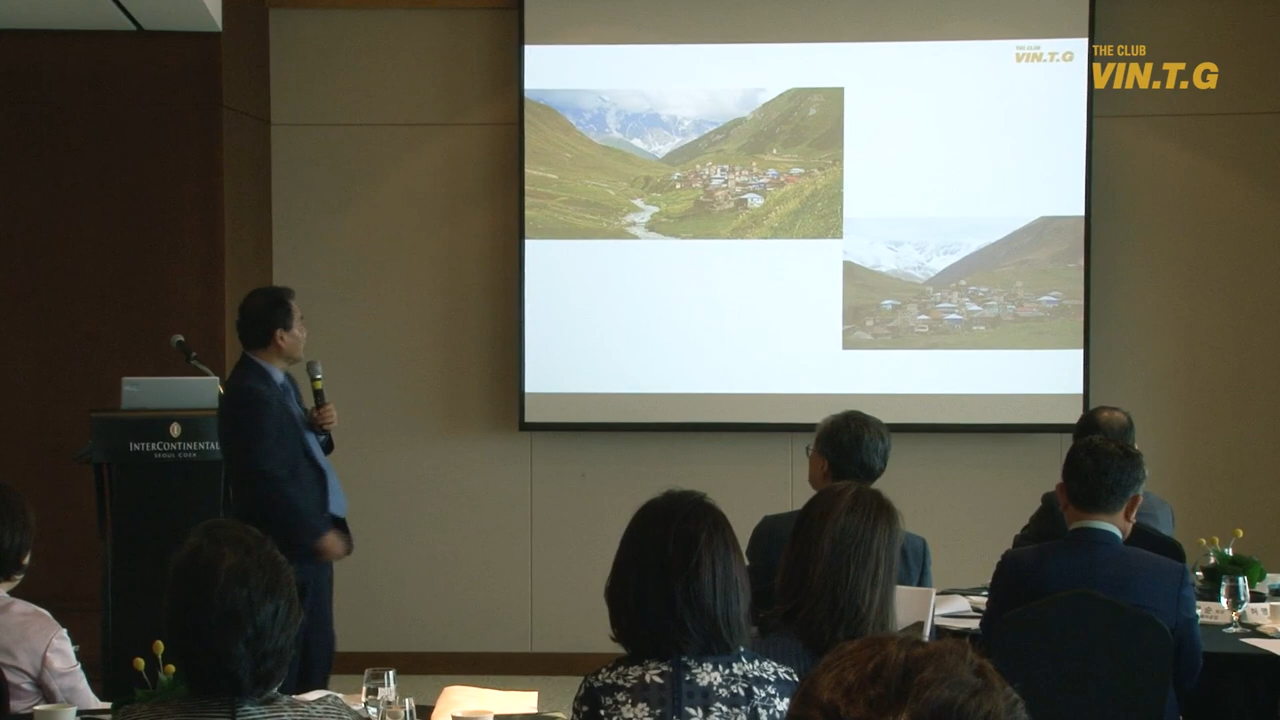 THE CLUB
VIN.T.G
THE CLUB
VIN.T.G
INTERCONTINENTAL
SEOUL COEX